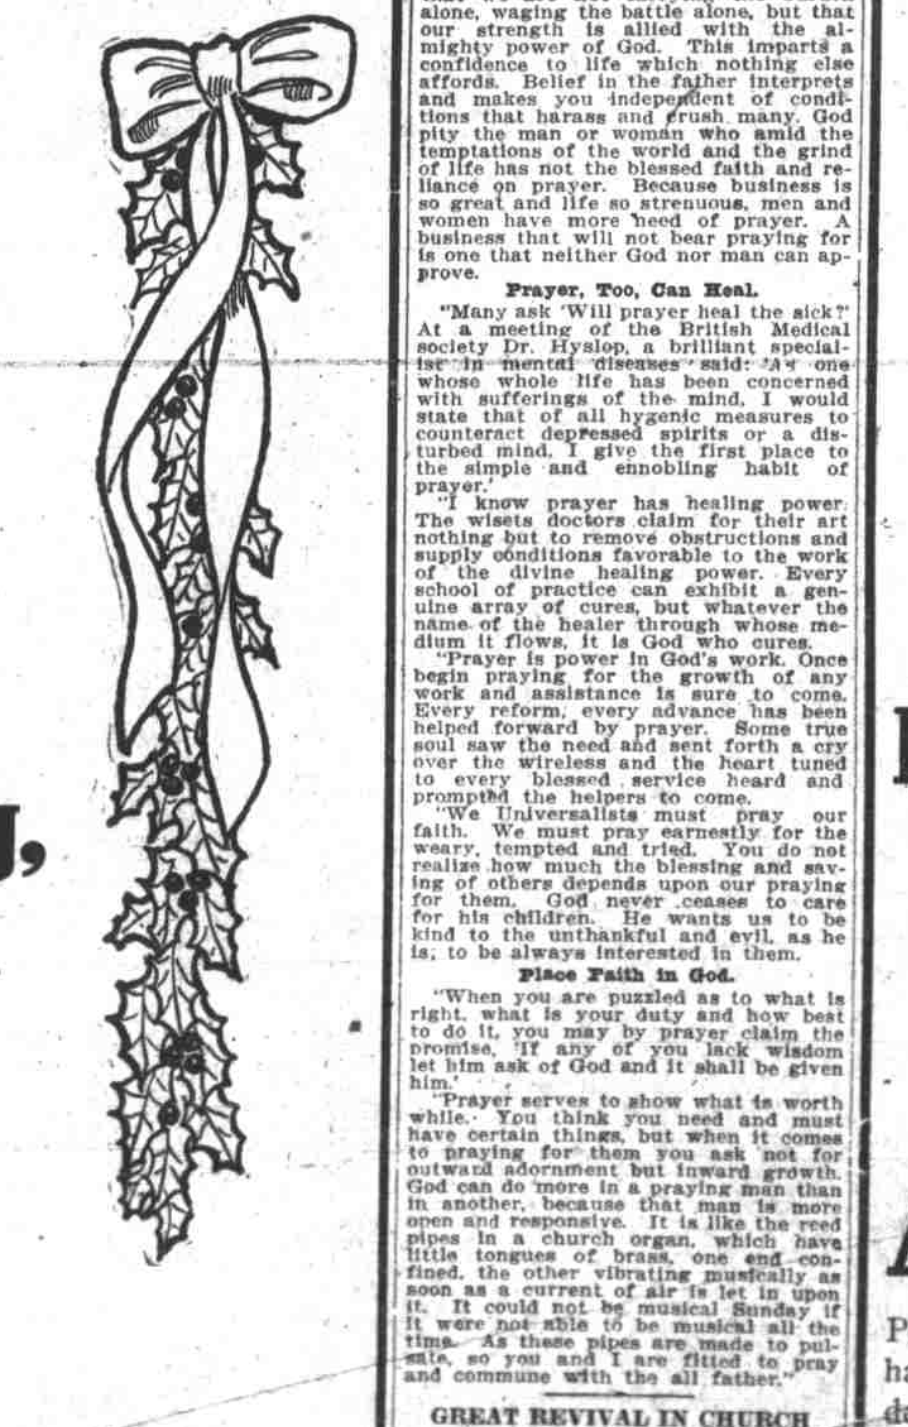 alone, waging the battle alone, but that
our strength is allied with the al-
mighty power of God. This imparts a
confidence to life which nothing else
affords. Belief in the father interprets
and makes you independent of condi-
tions that harass and crush many. God
pity the man or woman who amid the
temptations of the world and the grind
of life has not the blessed faith and re-
liance on prayer. Because business is
so great and life so strenuous, men and
women have more need of prayer. A
business that will not bear praying for
is one that neither God nor man can ap-
prove.
Prayer, Too, Can Heal.
"Many ask 'Will prayer heal the sick?'
At a meeting of the British Medical
society Dr. Hyslop, a brilliant special-
ist in mental diseases said: 'As one
whose whole life has been concerned
with sufferings of the mind, I would
state that of all hygenic measures to
counteract depressed spirits or a dis-
turbed mind, I give the first place to
the simple and ennobling habit of
prayer.'
"I know prayer has healing power.
The wisets doctors claim for their art
nothing but to remove obstructions and
supply conditions favorable to the work
of the divine healing power. Every
school of practice can exhibit a gen-
uine array of cures, but whatever the
name of the healer through whose me-
dium it flows, it is God who cures.
"Prayer is power in God's work. Once
begin praying for the growth of any
work and assistance is sure to come.
Every reform, every advance has been
helped forward by prayer. Some true
soul saw the need and sent forth a cry
over the wireless and the heart tuned
to every blessed service heard and
prompted the helpers to come.
"We Universalists must pray our
faith. We must pray earnestly for the
weary, tempted and tried. You do not
realize how much the blessing and sav-
ing of others depends upon our praying
for them. God never ceases to care
for his children. He wants us to be
kind to the unthankful and evil, as he
is; to be always interested in them.
Place Faith in God.
"When you are puzzled as to what is
right, what is your duty and how best
to do it, you may by prayer claim the
promise, 'If any of you lack wisdom
let him ask of God and it shall be given
him.'
"Prayer serves to show what is worth
while. You think you need and must
have certain things, but when it comes
to praying for them you ask not for
outward adornment but inward growth.
God can do more in a praying man than
in another, because that man is more
open and responsive. It is like the reed
pipes in a church organ, which have
little tongues of brass, one end con-
fined, the other vibrating musically as
soon as a current of air is let in upon
it. It could not be musical Sunday if
it were not able to be musical all the
time. As these pipes are made to pul-
sate, so you and I are fitted to pray
and commune with the all father."
GREAT REVIVAL IN CHURCH